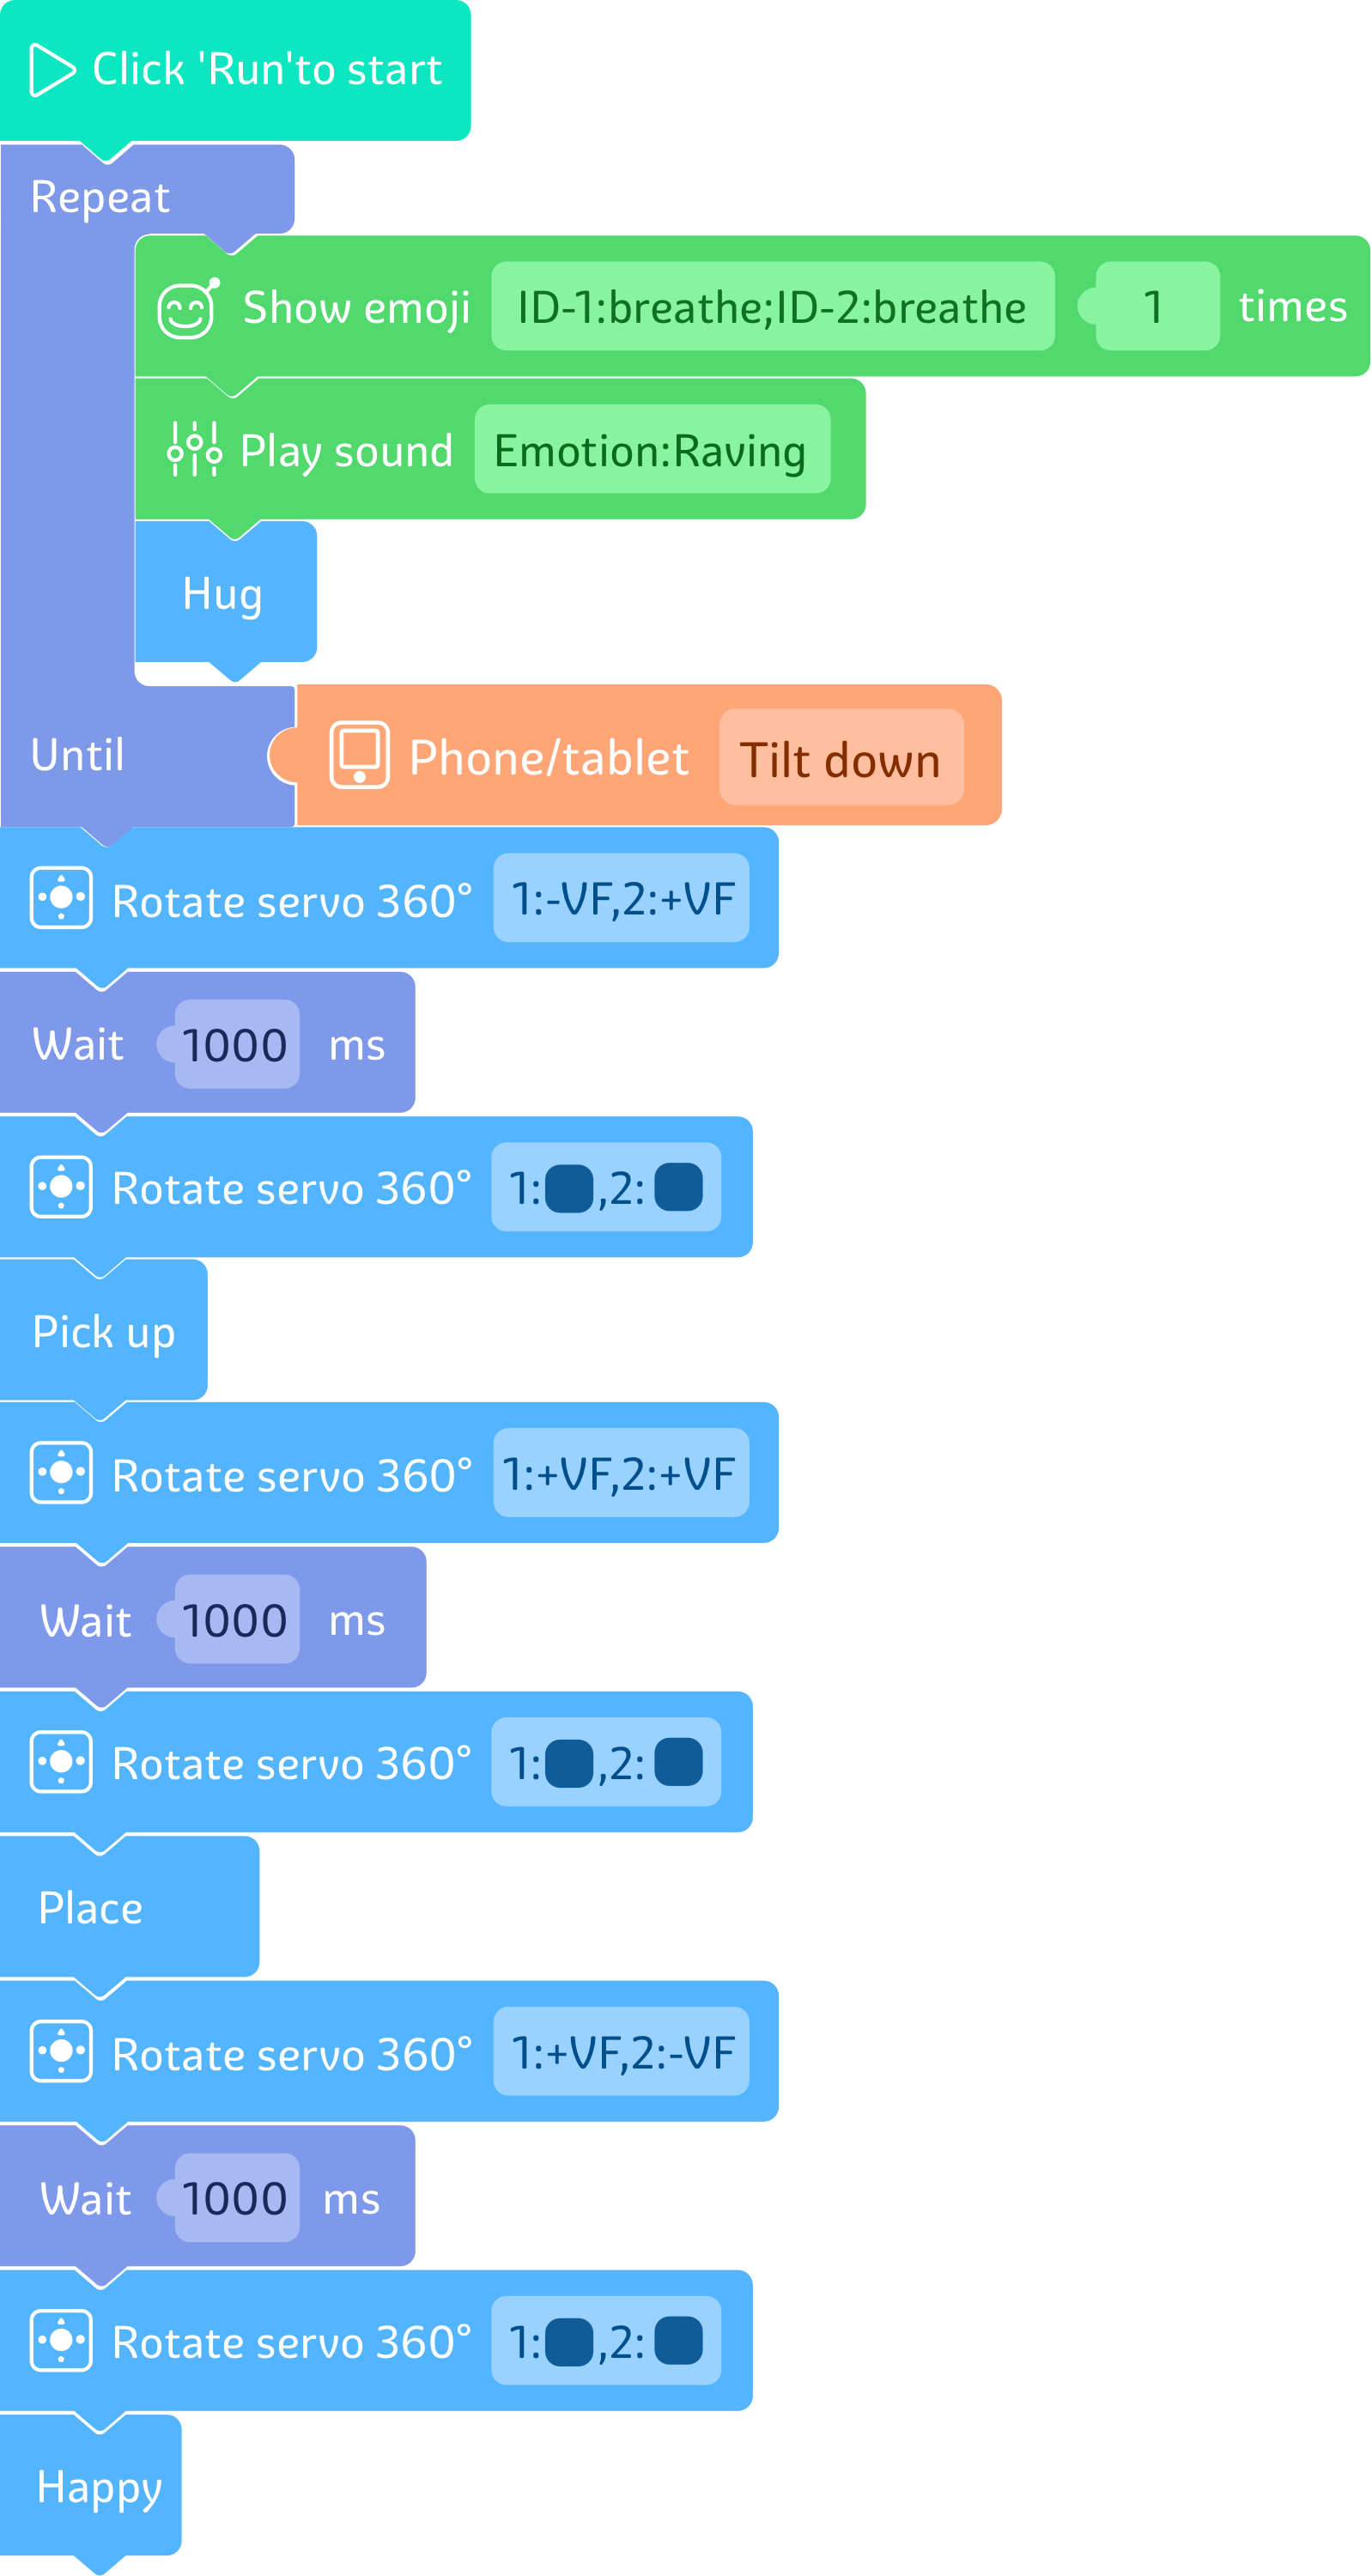 Click 'Run'to start
Repeat
Show emoji ID-1:breathe;ID-2:breathe 1 times
Play sound Emotion:Raving
Hug
Until Phone/tablet Tilt down
Rotate servo 360° 1:-VF,2:+VF
Wait 1000 ms
Rotate servo 360° 1: ,2:
Pick up
Rotate servo 360° 1:+VF,2:+VF
Wait 1000 ms
Rotate servo 360° 1: ,2:
Place
Rotate servo 360° 1:+VF,2:-VF
Wait 1000 ms
Rotate servo 360° 1: ,2:
Happy